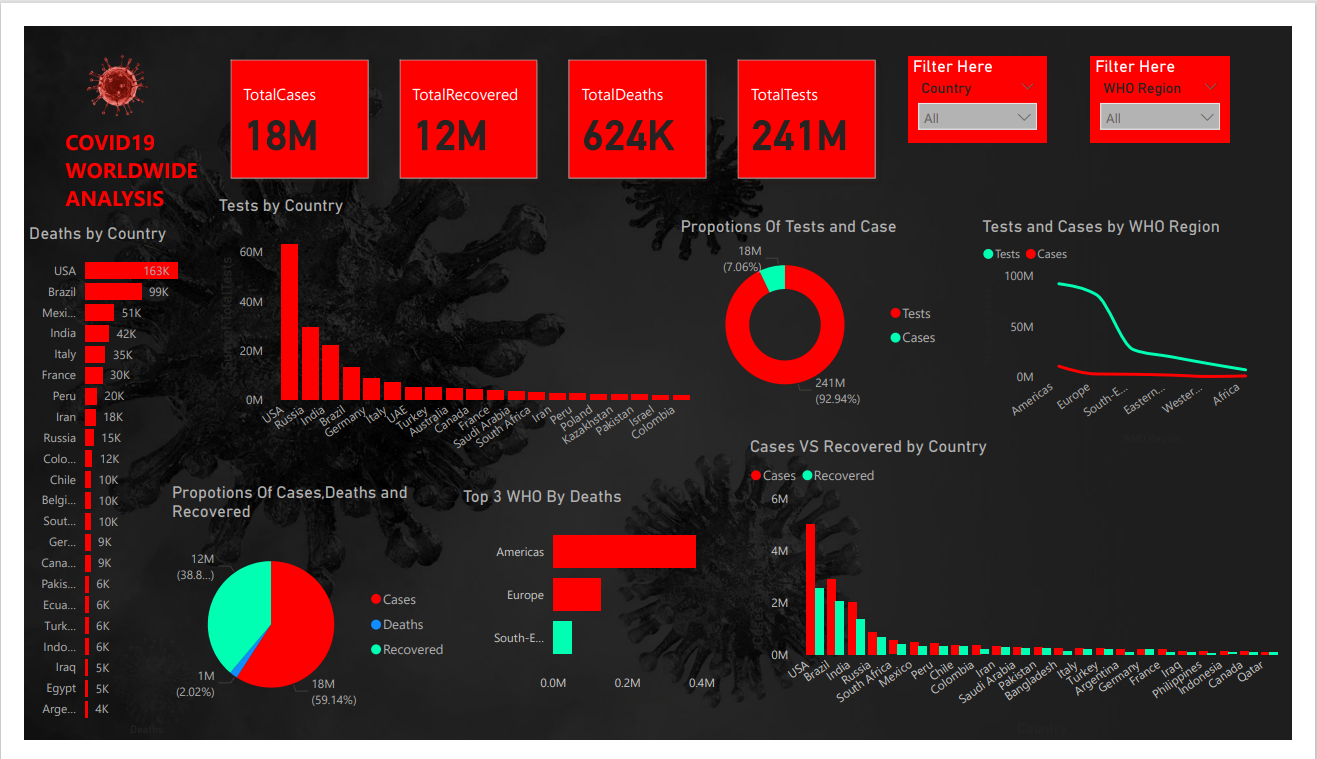 COVID19
WORLDWIDE
ANALYSIS
TotalCases
18M
TotalRecovered
12M
TotalDeaths
624K
TotalTests
241M
Filter Here
Country
All
Filter Here
WHO Region
All
Deaths by Country
USA 163K
Brazil 99K
Mexi... 51K
India 42K
Italy 35K
France 30K
Peru 20K
Iran 18K
Russia 15K
Colo... 12K
Chile 10K
Belgi... 10K
Sout... 10K
Ger... 9K
Cana... 9K
Pakis... 6K
Ecua... 6K
Turk... 6K
Indo... 6K
Iraq 5K
Egypt 5K
Arge... 4K
Tests by Country
60M
40M
20M
0M
USA
Russia
India
Brazil
Germany
Italy
UAE
Turkey
Australia
Canada
France
Saudi Arabia
South Africa
Iran
Peru
Poland
Kazakhstan
Pakistan
Israel
Colombia
Propotions Of Tests and Case
18M
(7.06%)
241M
(92.94%)
Tests
Cases
Tests and Cases by WHO Region
Tests Cases
100M
50M
0M
Americas
Europe
South-E...
Eastern...
Wester...
Africa
Propotions Of Cases,Deaths and
Recovered
12M
(38.8...)
1M
(2.02%)
18M
(59.14%)
Cases
Deaths
Recovered
Top 3 WHO By Deaths
Americas
Europe
South-E...
0.0M 0.2M 0.4M
Cases VS Recovered by Country
Cases Recovered
6M
4M
2M
0M
USA
Brazil
India
Russia
South Africa
Mexico
Peru
Chile
Colombia
Iran
Saudi Arabia
Pakistan
Bangladesh
Italy
Turkey
Argentina
Germany
France
Iraq
Philippines
Indonesia
Canada
Qatar